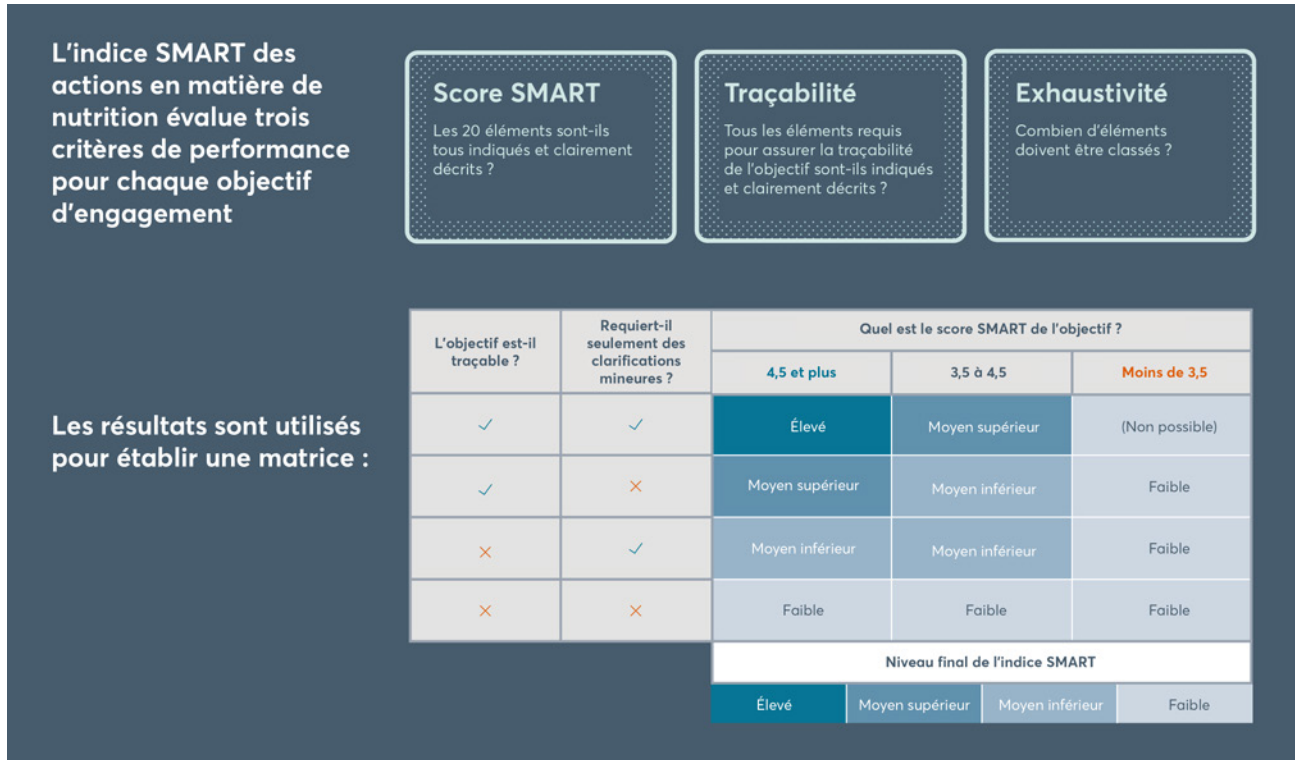 L'indice SMART des
actions en matière de
nutrition évalue trois
critères de performance
pour chaque objectif
d'engagement
Score SMART
Les 20 éléments sont-ils
tous indiqués et clairement
décrits ?
Traçabilité
Tous les éléments requis
pour assurer la traçabilité
de l'objectif sont-ils indiqués
et clairement décrits ?
Exhaustivité
Combien d'éléments
doivent être classés ?
Les résultats sont utilisés
pour établir une matrice :
L'objectif est-il
traçable ?
Requiert-il
seulement des
clarifications
mineures ?
Quel est le score SMART de l'objectif ?
4,5 et plus
3,5 à 4,5
Moins de 3,5
✓ ✓ Élevé Moyen supérieur (Non possible)
✓ ✕ Moyen supérieur Moyen inférieur Faible
✕ ✓ Moyen inférieur Moyen inférieur Faible
✕ ✕ Faible Faible Faible
Niveau final de l'indice SMART
Élevé Moyen supérieur Moyen inférieur Faible